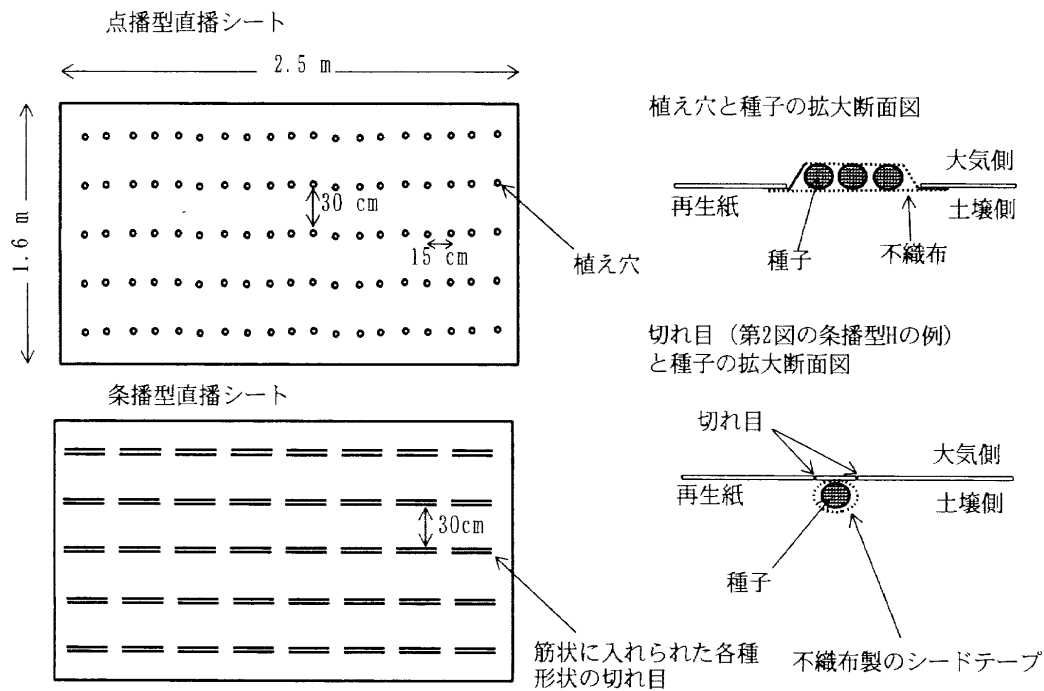 点播型直播シート
2.5 m
1.6 m
30 cm
15 cm
植え穴
植え穴と種子の拡大断面図
大気側
再生紙
土壌側
種子
不織布
条播型直播シート
30cm
筋状に入れられた各種
形状の切れ目
切れ目（第2図の条播型Hの例）
と種子の拡大断面図
切れ目
大気側
再生紙
土壌側
種子
不織布製のシードテープ